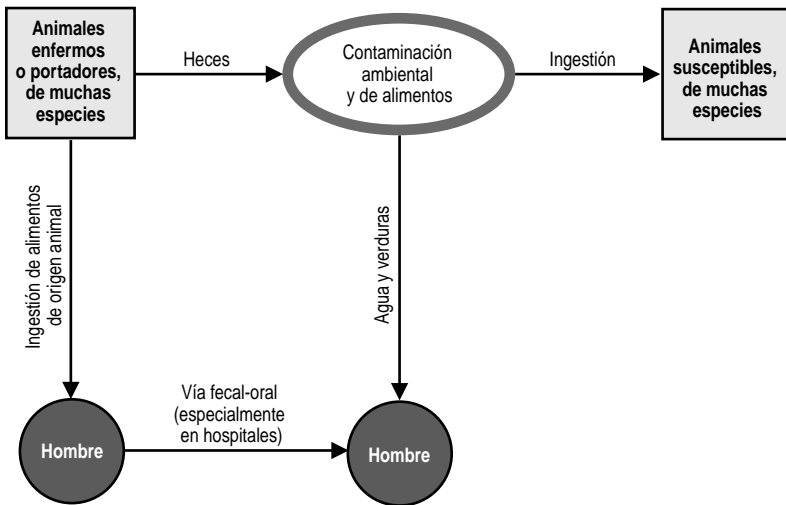 Animales
enfermos
o portadores,
de muchas
especies
Heces
Contaminación
ambiental
y de alimentos
Ingestión
Animales
susceptibles,
de muchas
especies
Ingestión de alimentos
de origen animal
Agua y verduras
Vía fecal-oral
(especialmente
en hospitales)
Hombre
Hombre